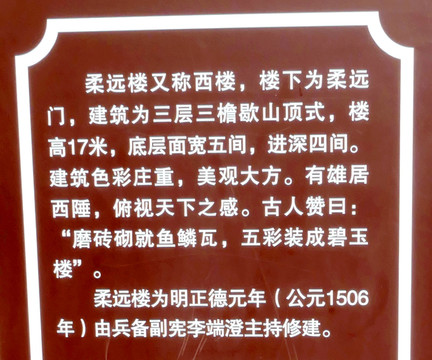 柔远楼又称西楼，楼下为柔远
门，建筑为三层三檐歇山顶式，楼
高17米，底层面宽五间，进深四间。
建筑色彩庄重，美观大方。有雄居
西陲，俯视天下之感。古人赞曰：
“磨砖砌就鱼鳞瓦，五彩装成碧玉
楼”。
柔远楼为明正德元年（公元1506
年）由兵备副宪李端澄主持修建。